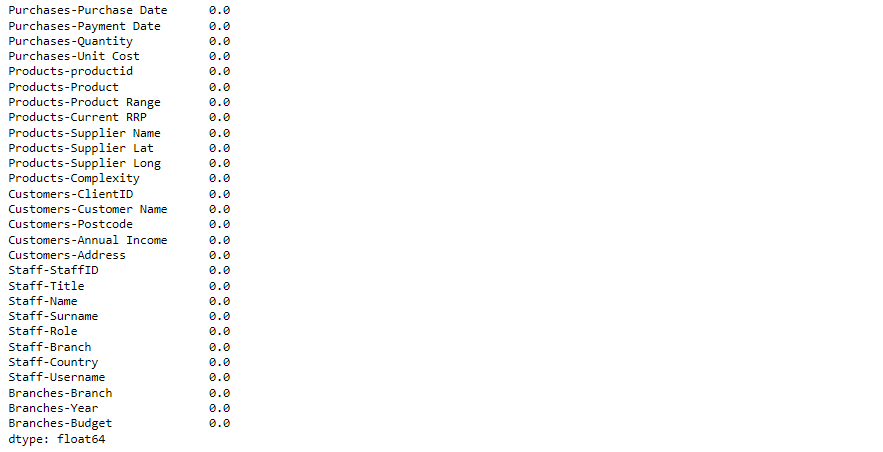 Purchases-Purchase Date 0.0
Purchases-Payment Date 0.0
Purchases-Quantity 0.0
Purchases-Unit Cost 0.0
Products-productid 0.0
Products-Product 0.0
Products-Product Range 0.0
Products-Current RRP 0.0
Products-Supplier Name 0.0
Products-Supplier Lat 0.0
Products-Supplier Long 0.0
Products-Complexity 0.0
Customers-ClientID 0.0
Customers-Customer Name 0.0
Customers-Postcode 0.0
Customers-Annual Income 0.0
Customers-Address 0.0
Staff-StaffID 0.0
Staff-Title 0.0
Staff-Name 0.0
Staff-Surname 0.0
Staff-Role 0.0
Staff-Branch 0.0
Staff-Country 0.0
Staff-Username 0.0
Branches-Branch 0.0
Branches-Year 0.0
Branches-Budget 0.0
dtype: float64